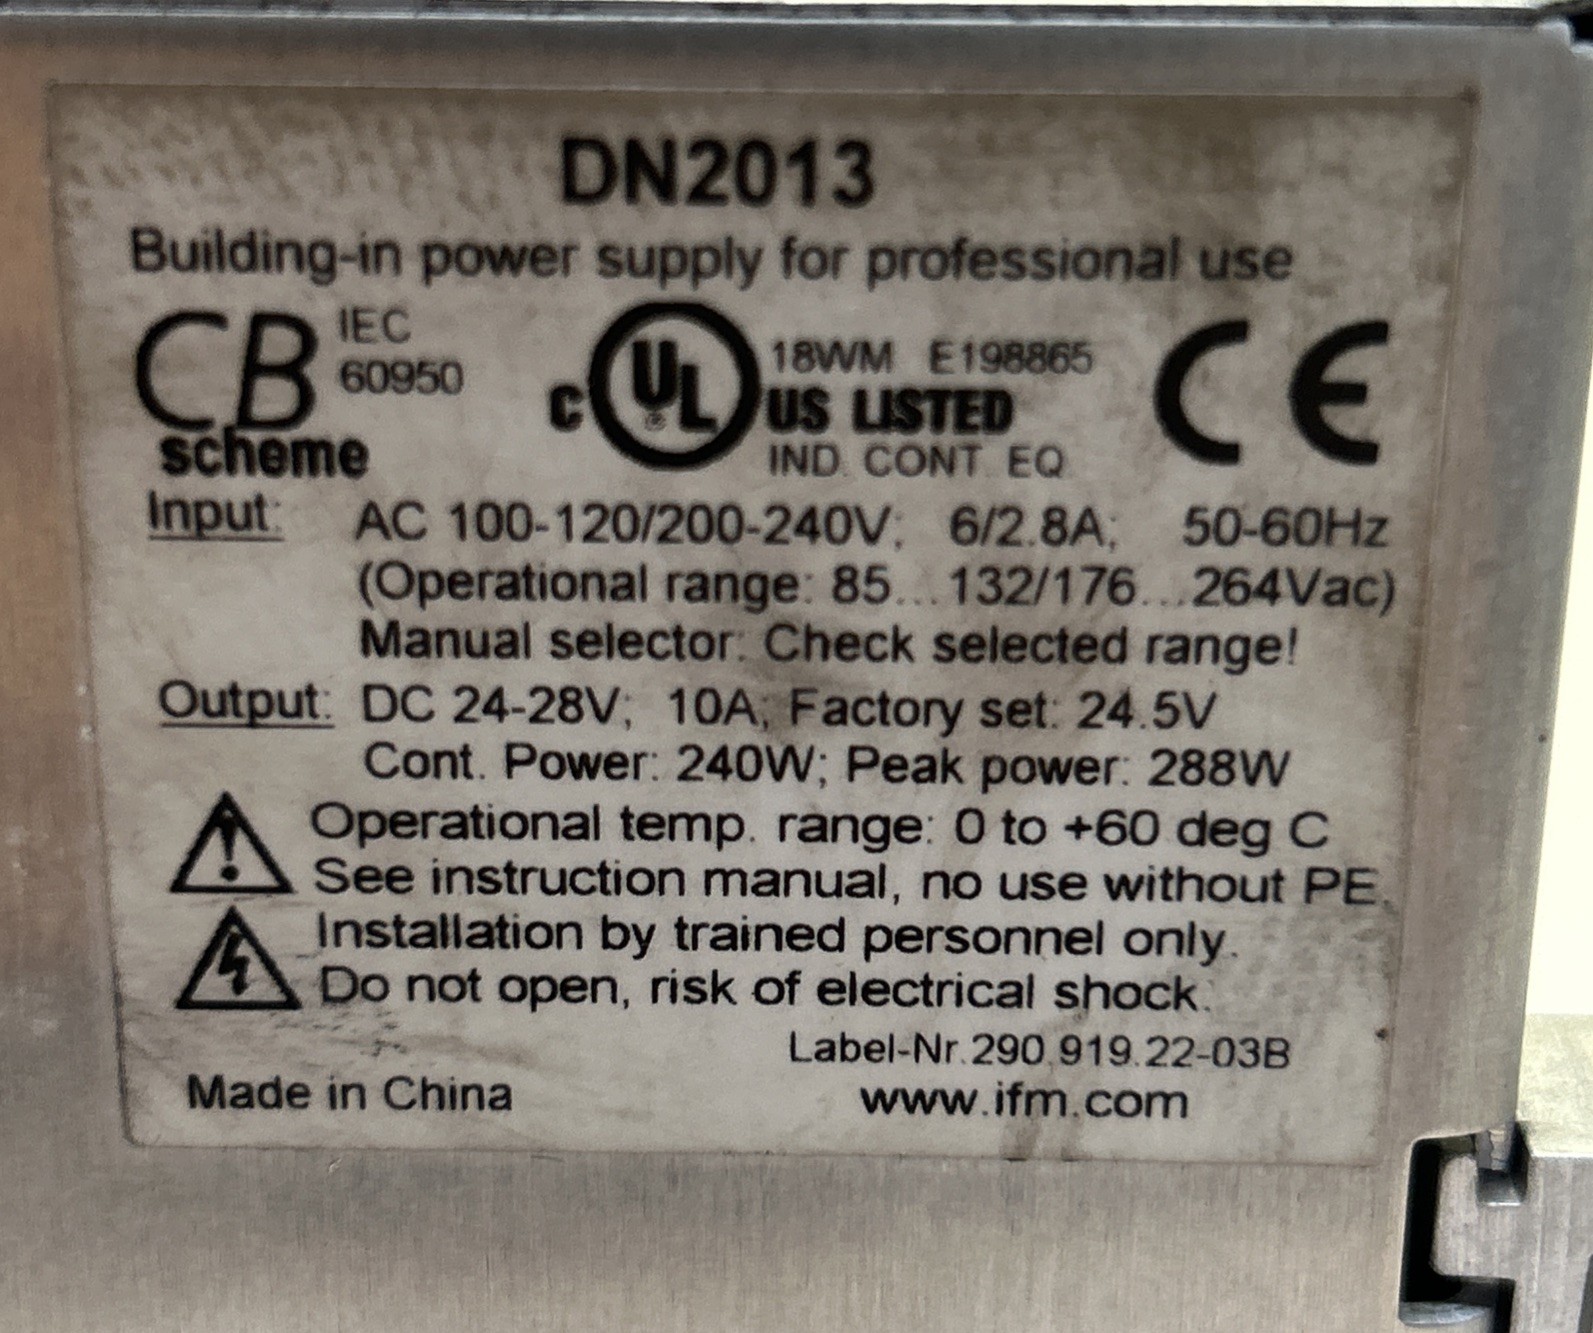 DN2013
Building-in power supply for professional use
CB IEC 60950
scheme
c UL® 18WM E198865
US LISTED
IND. CONT. EQ
CE
Input: AC 100-120/200-240V; 6/2.8A; 50-60Hz
(Operational range: 85...132/176...264Vac)
Manual selector: Check selected range!
Output: DC 24-28V; 10A; Factory set: 24.5V
Cont. Power: 240W; Peak power: 288W
Operational temp. range: 0 to +60 deg C
See instruction manual, no use without PE.
Installation by trained personnel only.
Do not open, risk of electrical shock.
Label-Nr.290.919.22-03B
Made in China www.ifm.com